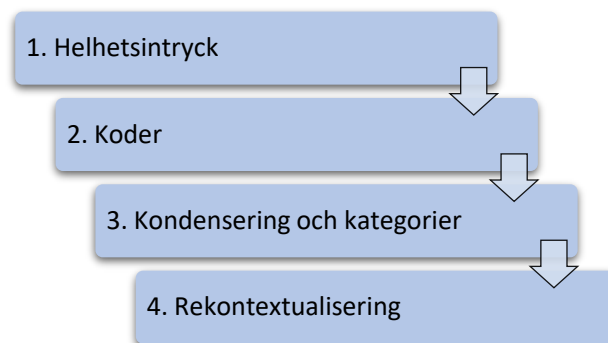 1. Helhetsintryck
2. Koder
3. Kondensering och kategorier
4. Rekontextualisering